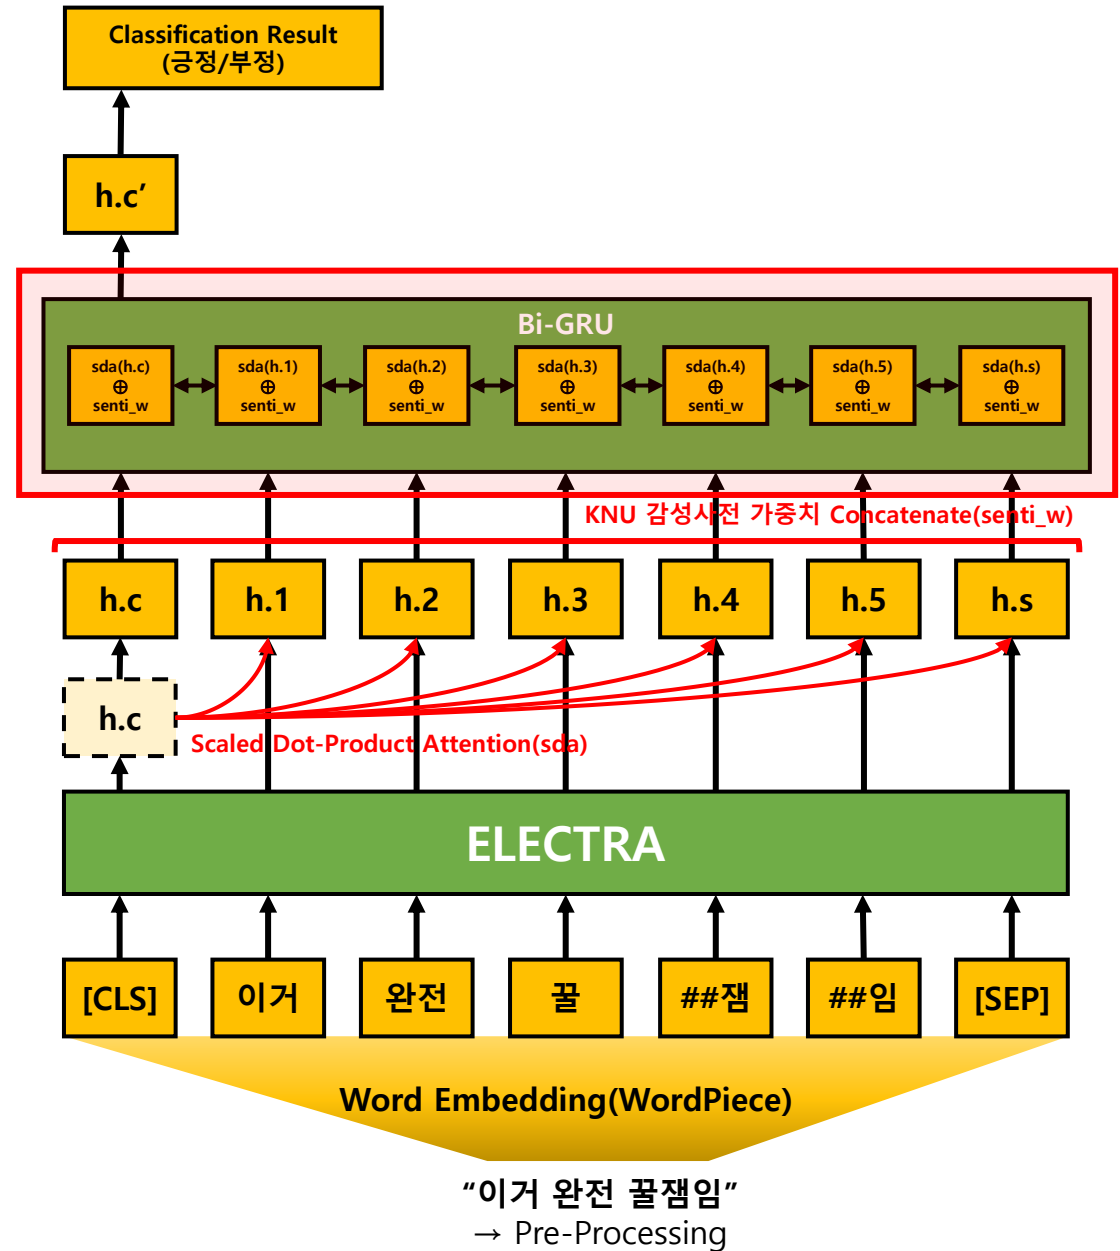 Classification Result
(긍정/부정)
h.c’
Bi-GRU
sda(h.c) sda(h.1) sda(h.2) sda(h.3) sda(h.4) sda(h.5) sda(h.s)
⊕ ⊕ ⊕ ⊕ ⊕ ⊕ ⊕
senti_w senti_w senti_w senti_w senti_w senti_w senti_w
KNU 감성사전 가중치 Concatenate(senti_w)
h.c h.1 h.2 h.3 h.4 h.5 h.s
h.c
Scaled Dot-Product Attention(sda)
ELECTRA
[CLS] 이거 완전 꿀 ##잼 ##임 [SEP]
Word Embedding(WordPiece)
“이거 완전 꿀잼임”
→ Pre-Processing